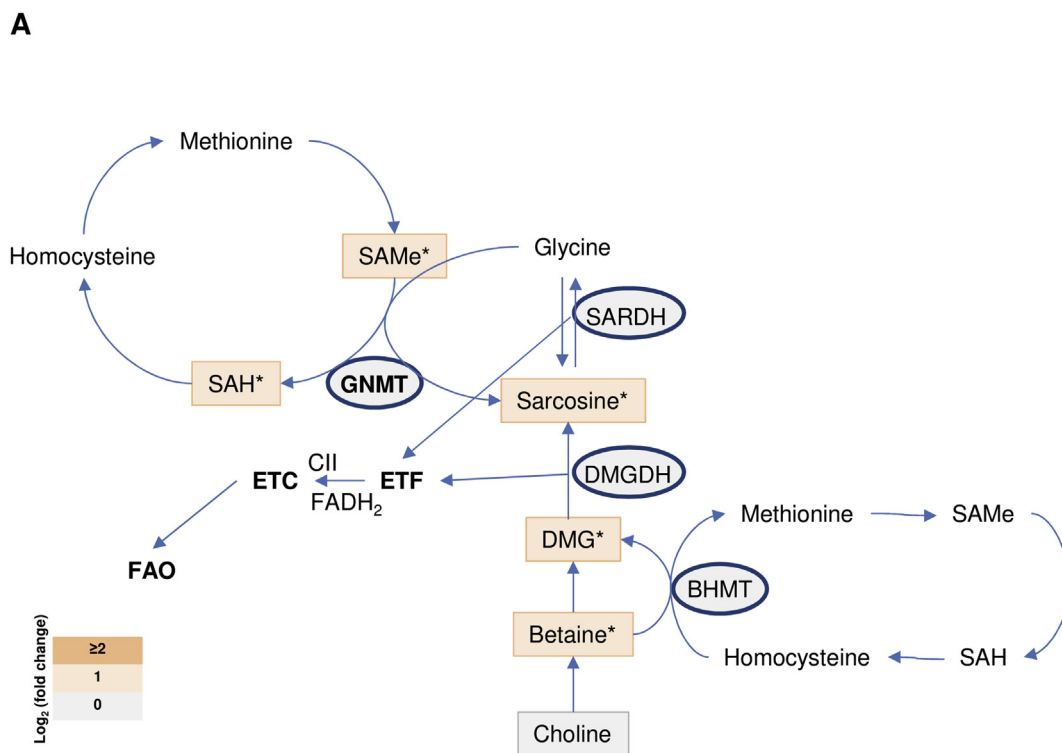 A
Methionine
Homocysteine
SAMe*
Glycine
SARDH
SAH*
GNMT
Sarcosine*
CII
ETC
ETF
FADH₂
DMGDH
FAO
Methionine
SAMe
DMG*
BHMT
Betaine*
Homocysteine
SAH
Choline
Log₂ (fold change)
≥2
1
0